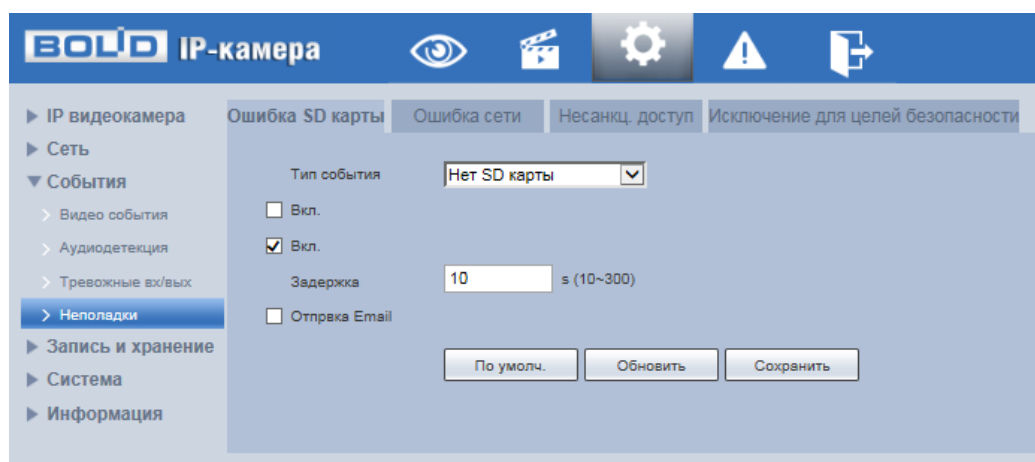 BOLID IP-камера
IP видеокамера
Сеть
События
Видео события
Аудиодетекция
Тревожные вх/вых
Неполадки
Запись и хранение
Система
Информация
Ошибка SD карты Ошибка сети Несанкц. доступ Исключение для целей безопасности
Тип события Нет SD карты
Вкл.
Вкл.
Задержка 10 s (10~300)
Отпрвка Email
По умолч. Обновить Сохранить